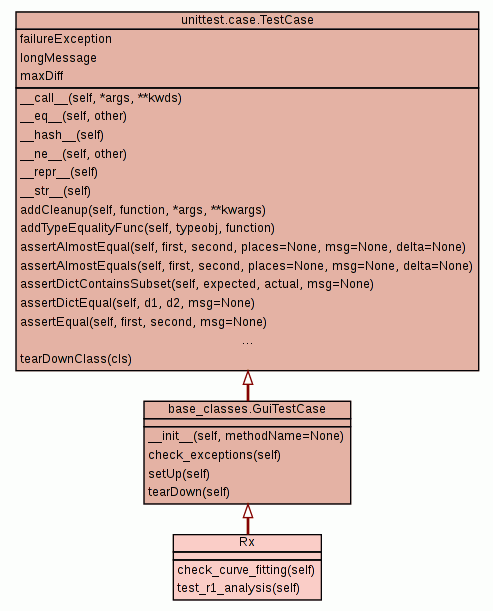 unittest.case.TestCase
failureException
longMessage
maxDiff
__call__(self, *args, **kwds)
__eq__(self, other)
__hash__(self)
__ne__(self, other)
__repr__(self)
__str__(self)
addCleanup(self, function, *args, **kwargs)
addTypeEqualityFunc(self, typeobj, function)
assertAlmostEqual(self, first, second, places=None, msg=None, delta=None)
assertAlmostEquals(self, first, second, places=None, msg=None, delta=None)
assertDictContainsSubset(self, expected, actual, msg=None)
assertDictEqual(self, d1, d2, msg=None)
assertEqual(self, first, second, msg=None)
...
tearDownClass(cls)
base_classes.GuiTestCase
__init__(self, methodName=None)
check_exceptions(self)
setUp(self)
tearDown(self)
Rx
check_curve_fitting(self)
test_r1_analysis(self)